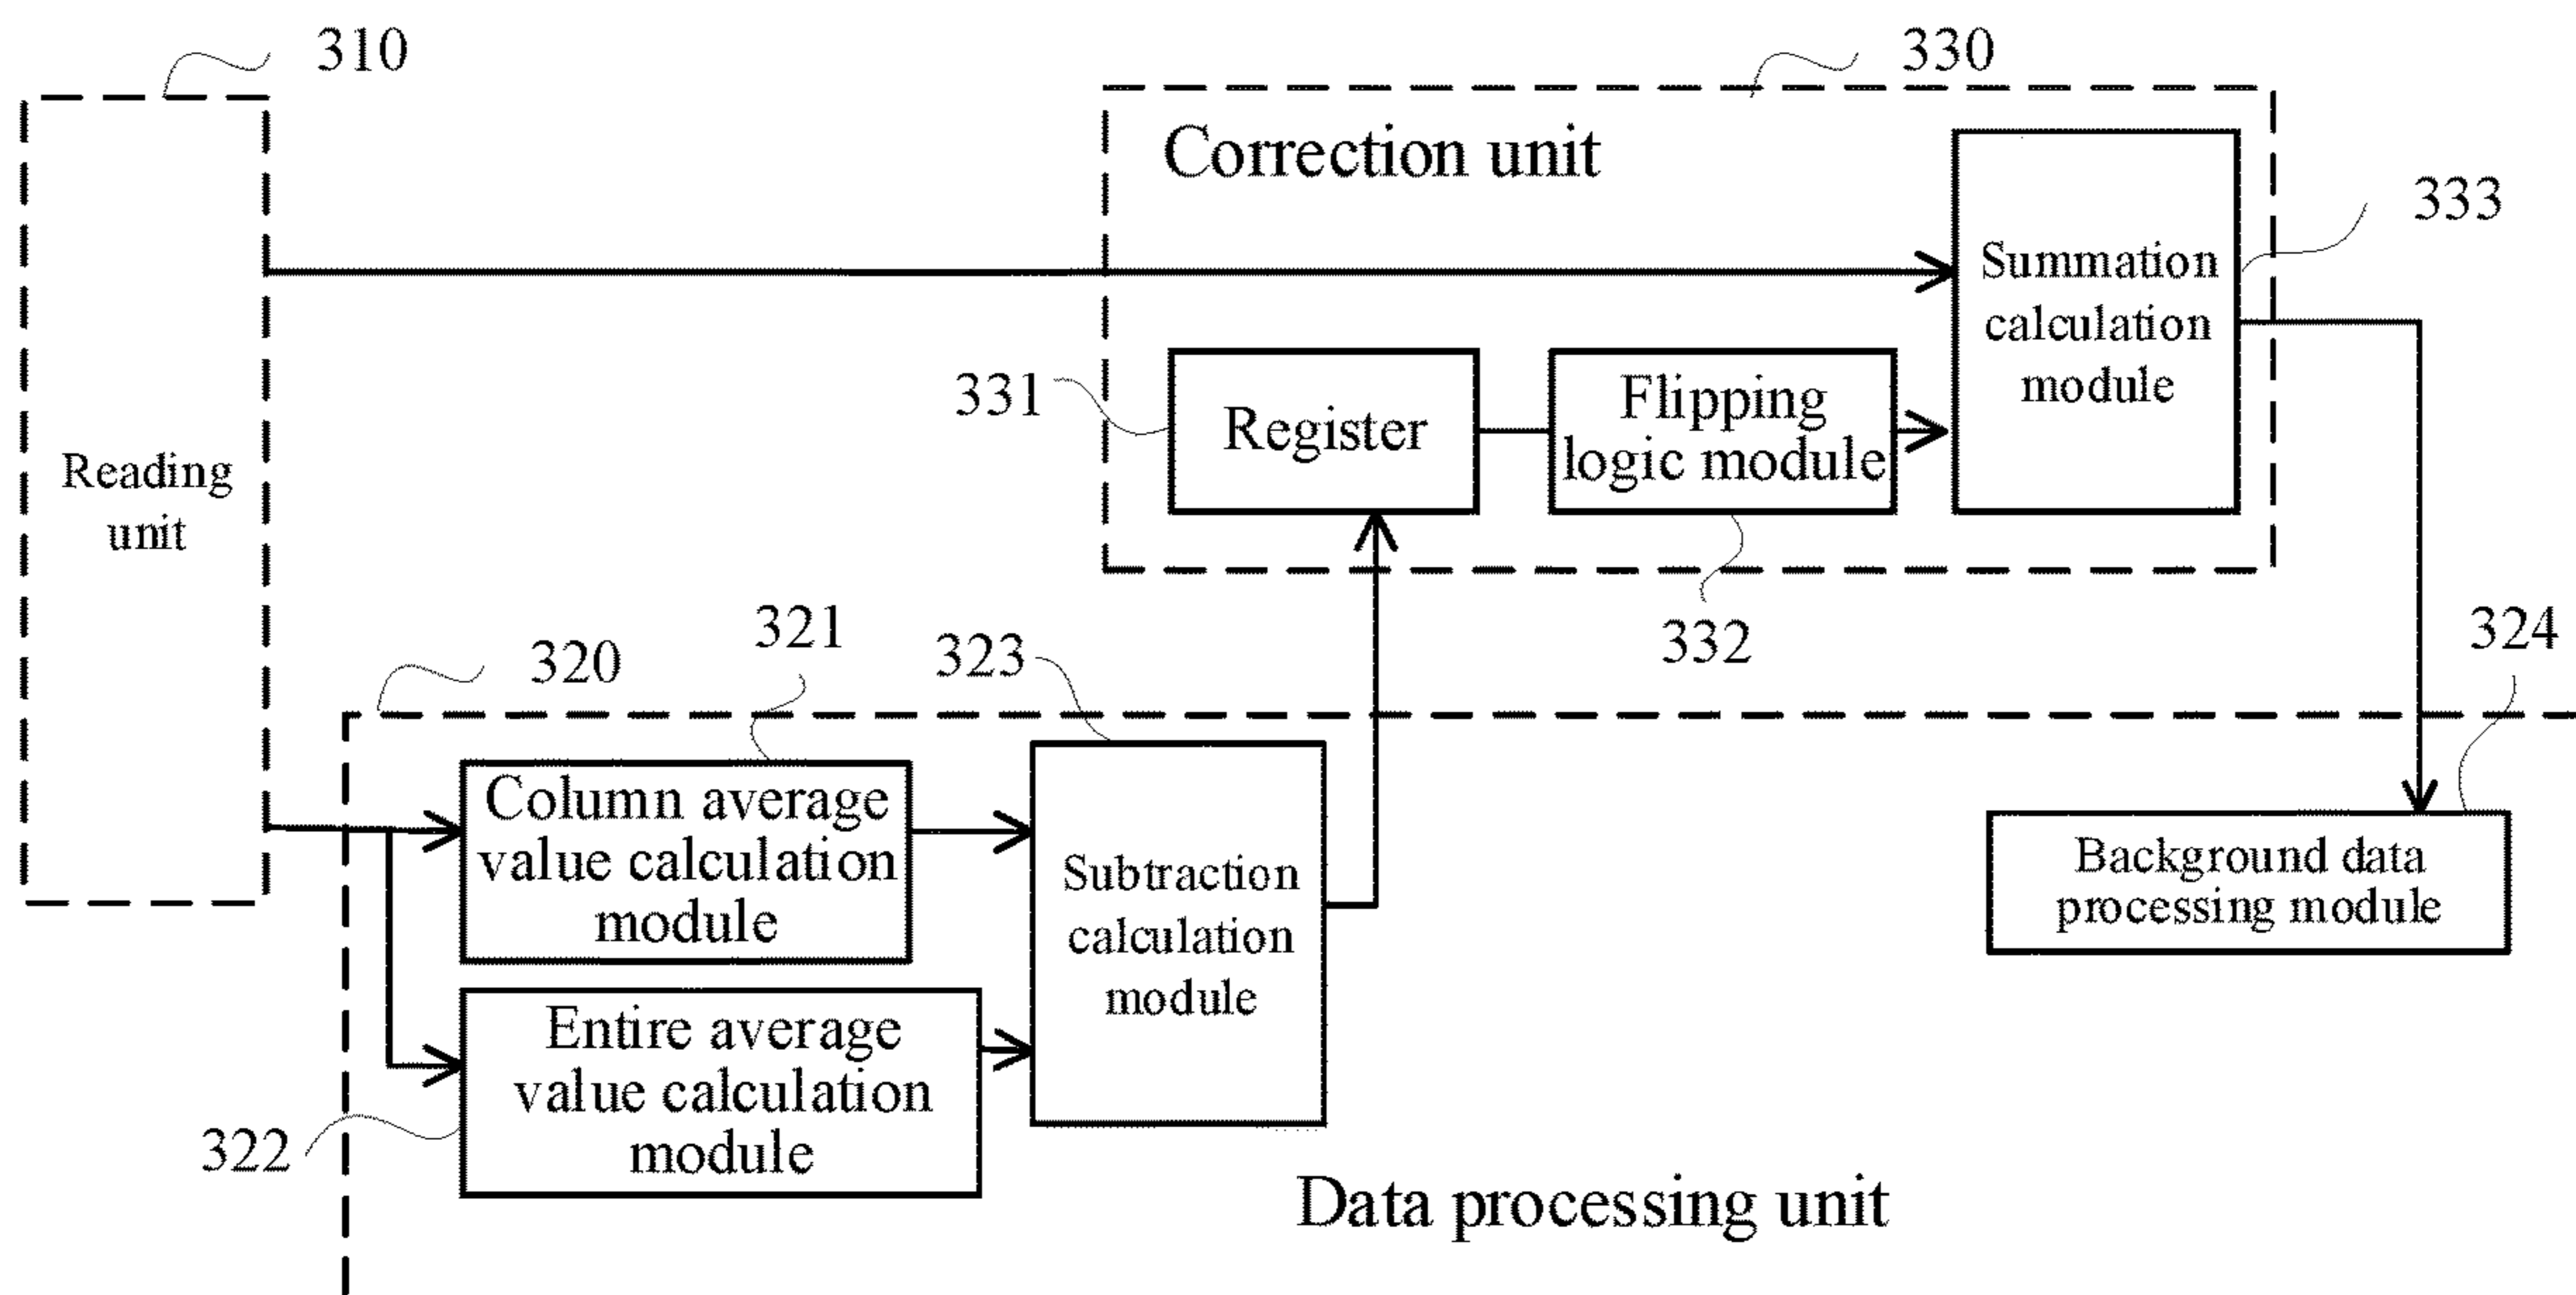 310
330
Correction unit
333
Summation
calculation
module
331
Register
Flipping
logic module
Reading
unit
332
324
320
321
323
Column average
value calculation
module
Subtraction
calculation
module
Background data
processing module
Entire average
value calculation
module
322
Data processing unit